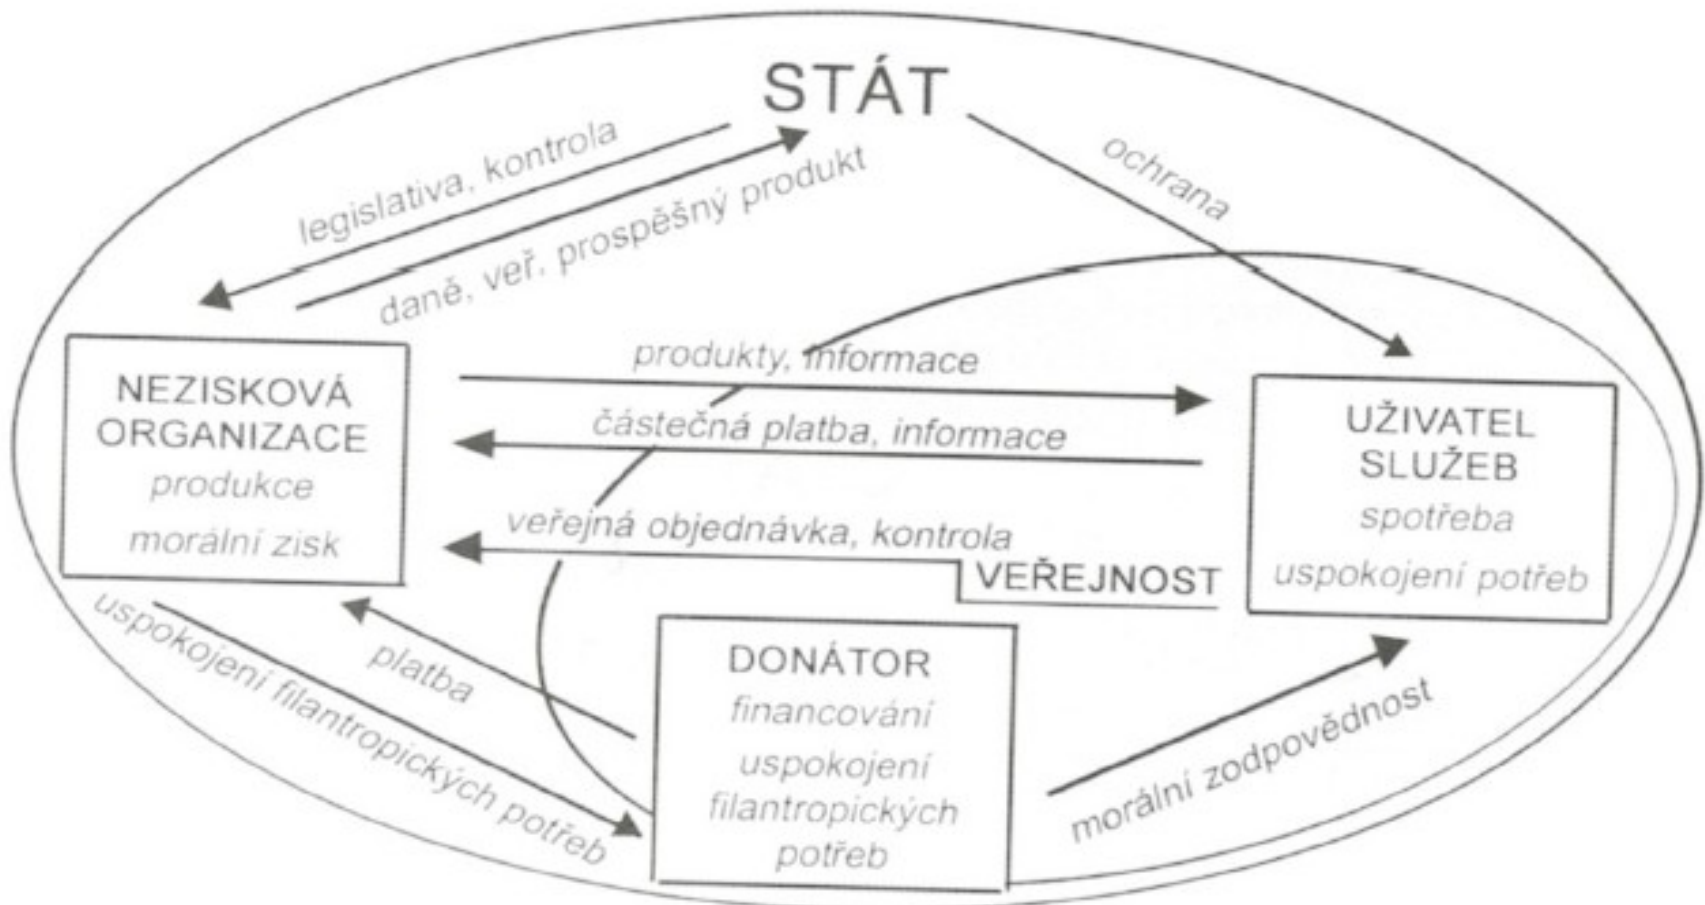 STÁT
legislativa, kontrola
daně, veř. prospěšný produkt
ochrana
produkty, informace
částečná platba, informace
veřejná objednávka, kontrola
VEŘEJNOST
NEZISKOVÁ
ORGANIZACE
produkce
morální zisk
UŽIVATEL
SLUŽEB
spotřeba
uspokojení potřeb
uspokojení filantropických potřeb
platba
DONÁTOR
financování
uspokojení
filantropických
potřeb
morální zodpovědnost